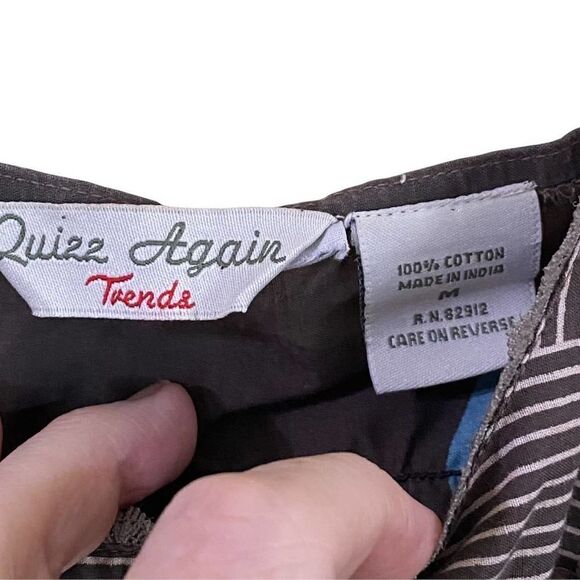 Quizz Again
Trends
100% COTTON
MADE IN INDIA
M
R.N. 82912
CARE ON REVERSE